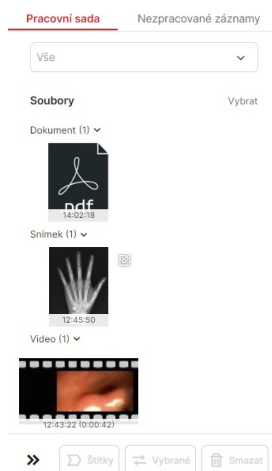 Pracovní sada Nezpracované záznamy
Vše
Soubory Vybrat
Dokument (1)
pdf
14:02:18
Snímek (1)
12:45:50
Video (1)
12:43:22 (0:00:42)
Štítky Vybrané Smazat